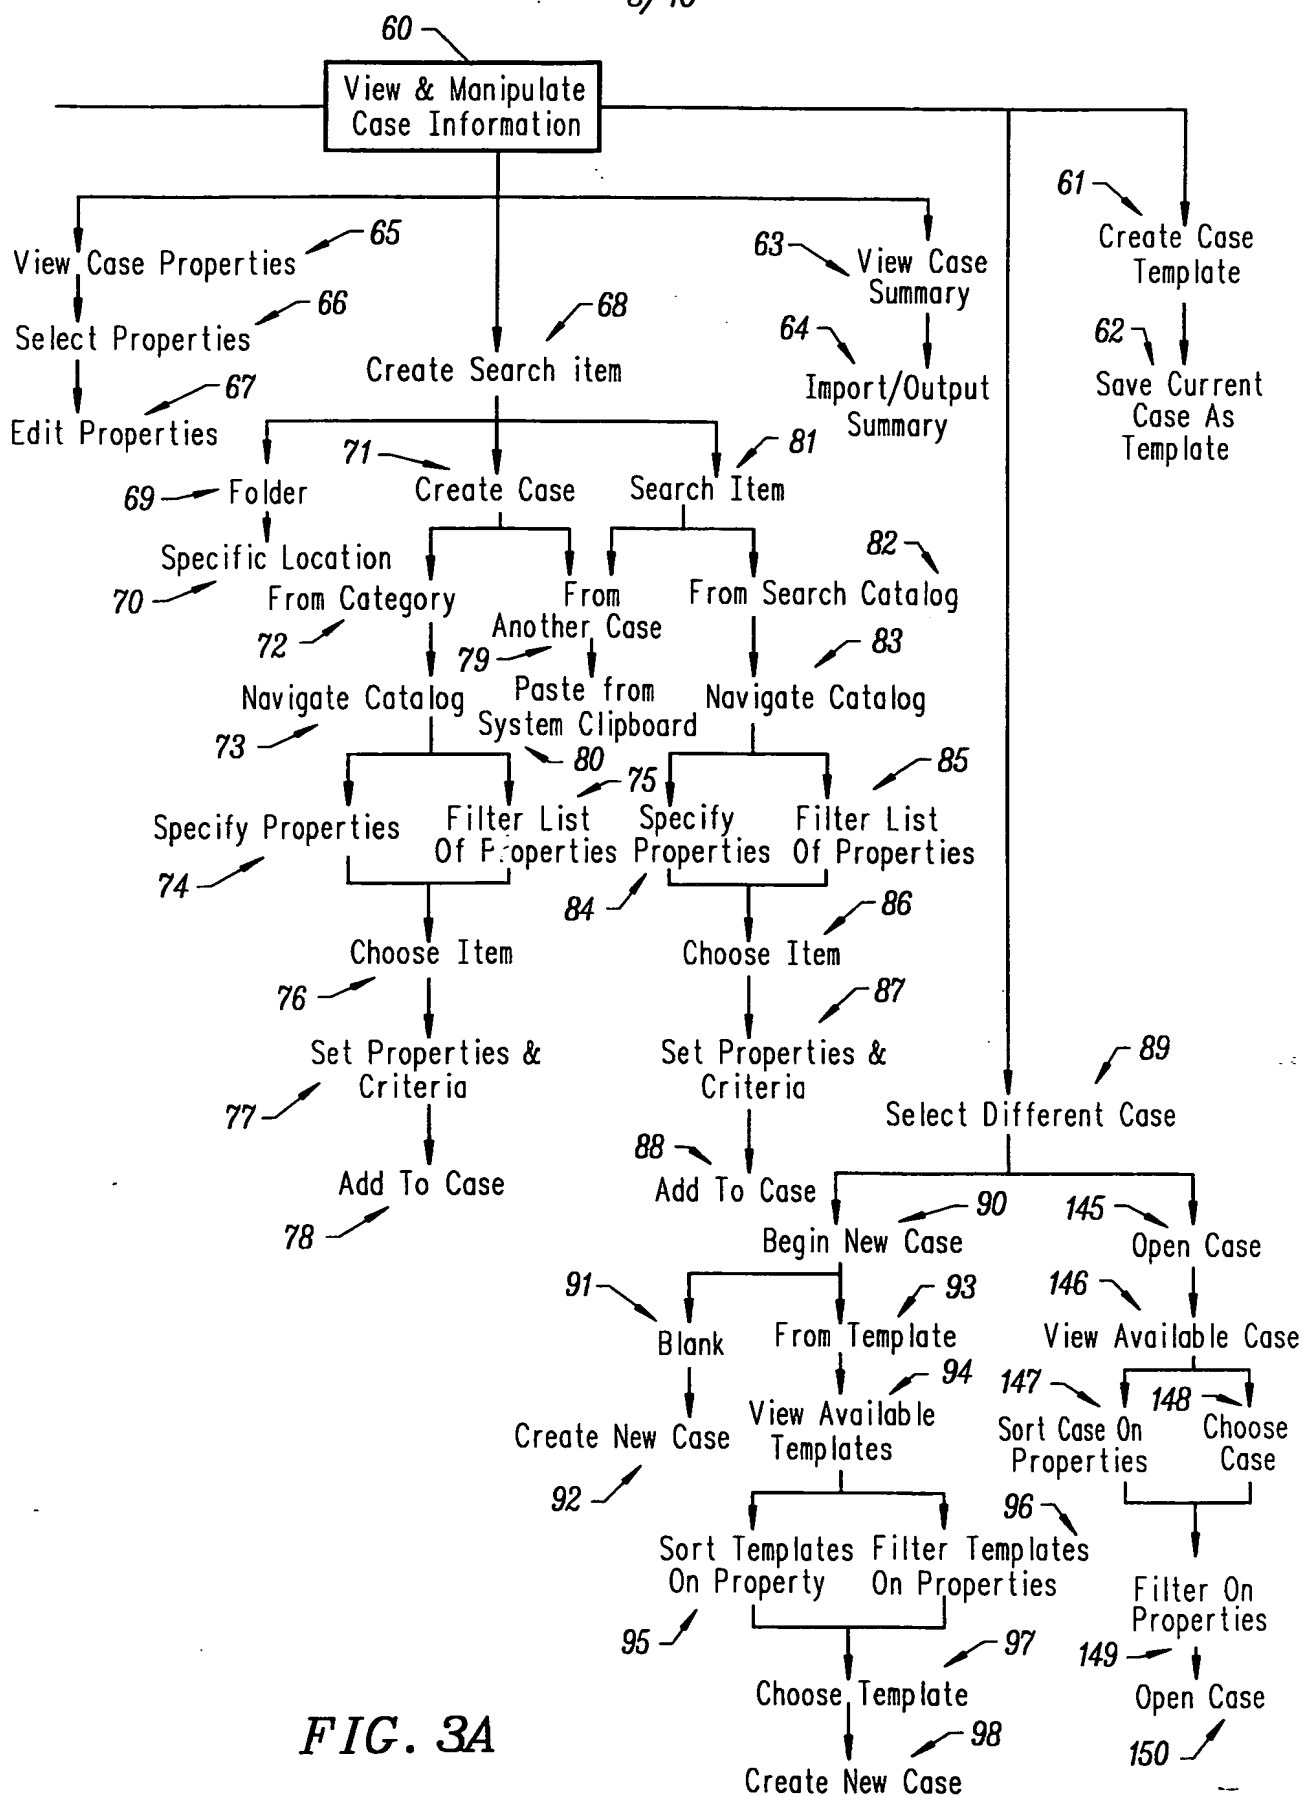 60
View & Manipulate
Case Information
61
Create Case
Template
62
Save Current
Case As
Template
65
View Case Properties
66
Select Properties
67
Edit Properties
63
View Case
Summary
64
Import/Output
Summary
68
Create Search item
69
Folder
Specific Location
70
71
Create Case
81
Search Item
From Category
72
From
Another Case
79
82
From Search Catalog
Navigate Catalog
73
Paste from
System Clipboard
80
83
Navigate Catalog
Specify Properties
74
75
Filter List
Of Properties
Specify
Properties
84
85
Filter List
Of Properties
Choose Item
76
86
Choose Item
Set Properties &
Criteria
77
87
Set Properties &
Criteria
Add To Case
78
88
Add To Case
89
Select Different Case
90
Begin New Case
145
Open Case
91
Blank
Create New Case
92
93
From Template
94
View Available
Templates
146
View Available Case
147
Sort Case On
Properties
148
Choose
Case
Sort Templates
On Property
95
96
Filter Templates
On Properties
Filter On
Properties
149
Open Case
150
97
Choose Template
98
Create New Case
FIG. 3A